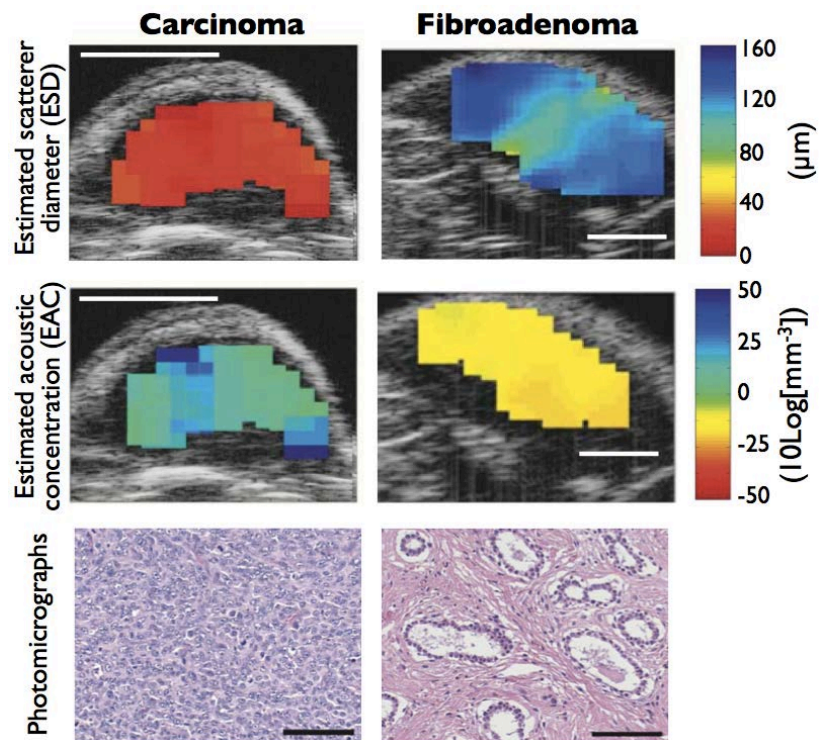 Carcinoma Fibroadenoma
Estimated scatterer
diameter (ESD)
160
120
80
40
0
(µm)
Estimated acoustic
concentration (EAC)
50
25
0
-25
-50
(10Log[mm-3])
Photomicrographs